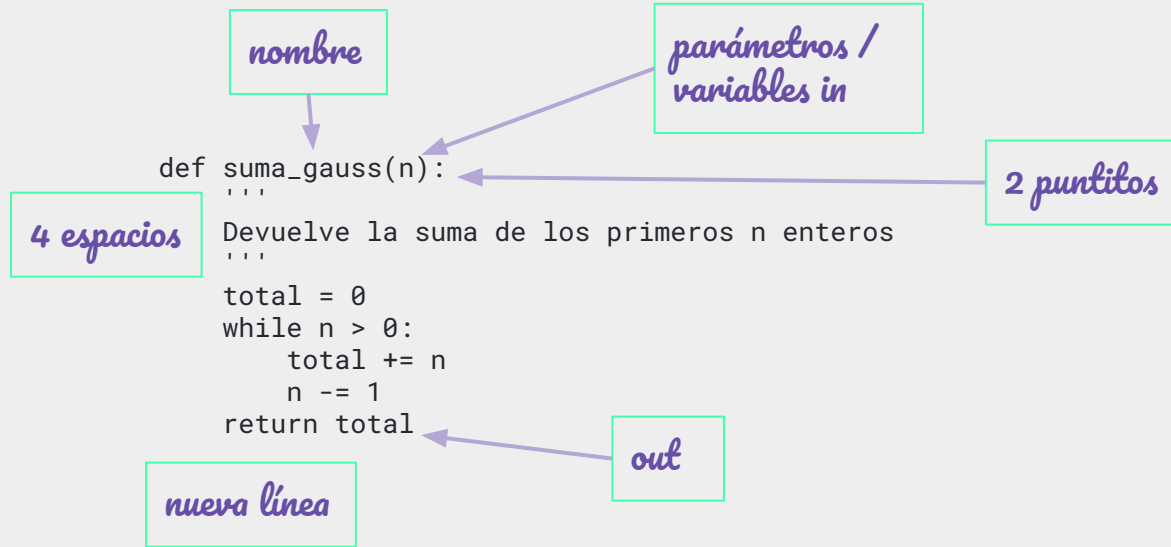 nombre
parámetros /
variables in
def suma_gauss(n):
2 puntitos
'''
4 espacios
Devuelve la suma de los primeros n enteros
'''
total = 0
while n > 0:
total += n
n -= 1
return total
out
nueva línea